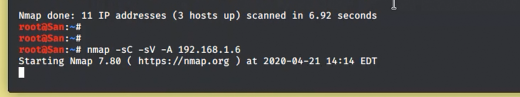 Nmap done: 11 IP addresses (3 hosts up) scanned in 6.92 seconds
root@San:~#
root@San:~#
root@San:~# nmap -sC -sV -A 192.168.1.6
Starting Nmap 7.80 ( https://nmap.org ) at 2020-04-21 14:14 EDT